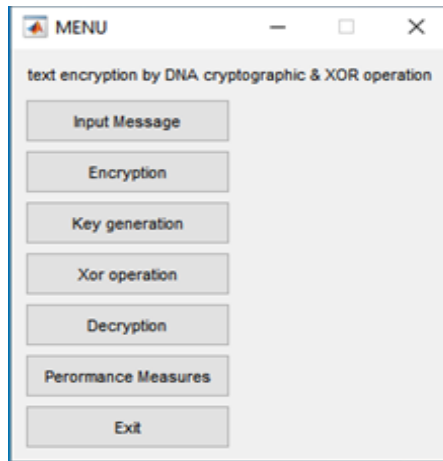 MENU
text encryption by DNA cryptographic & XOR operation
Input Message
Encryption
Key generation
Xor operation
Decryption
Perormance Measures
Exit